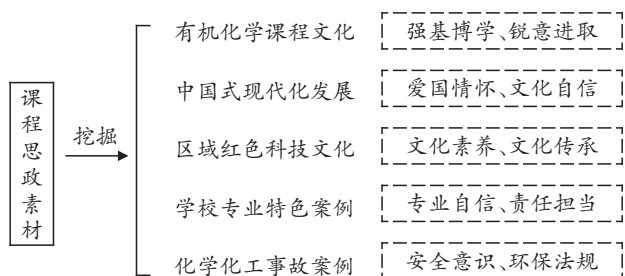 课程思政素材
挖掘
有机化学课程文化
强基博学、锐意进取
中国式现代化发展
爱国情怀、文化自信
区域红色科技文化
文化素养、文化传承
学校专业特色案例
专业自信、责任担当
化学化工事故案例
安全意识、环保法规